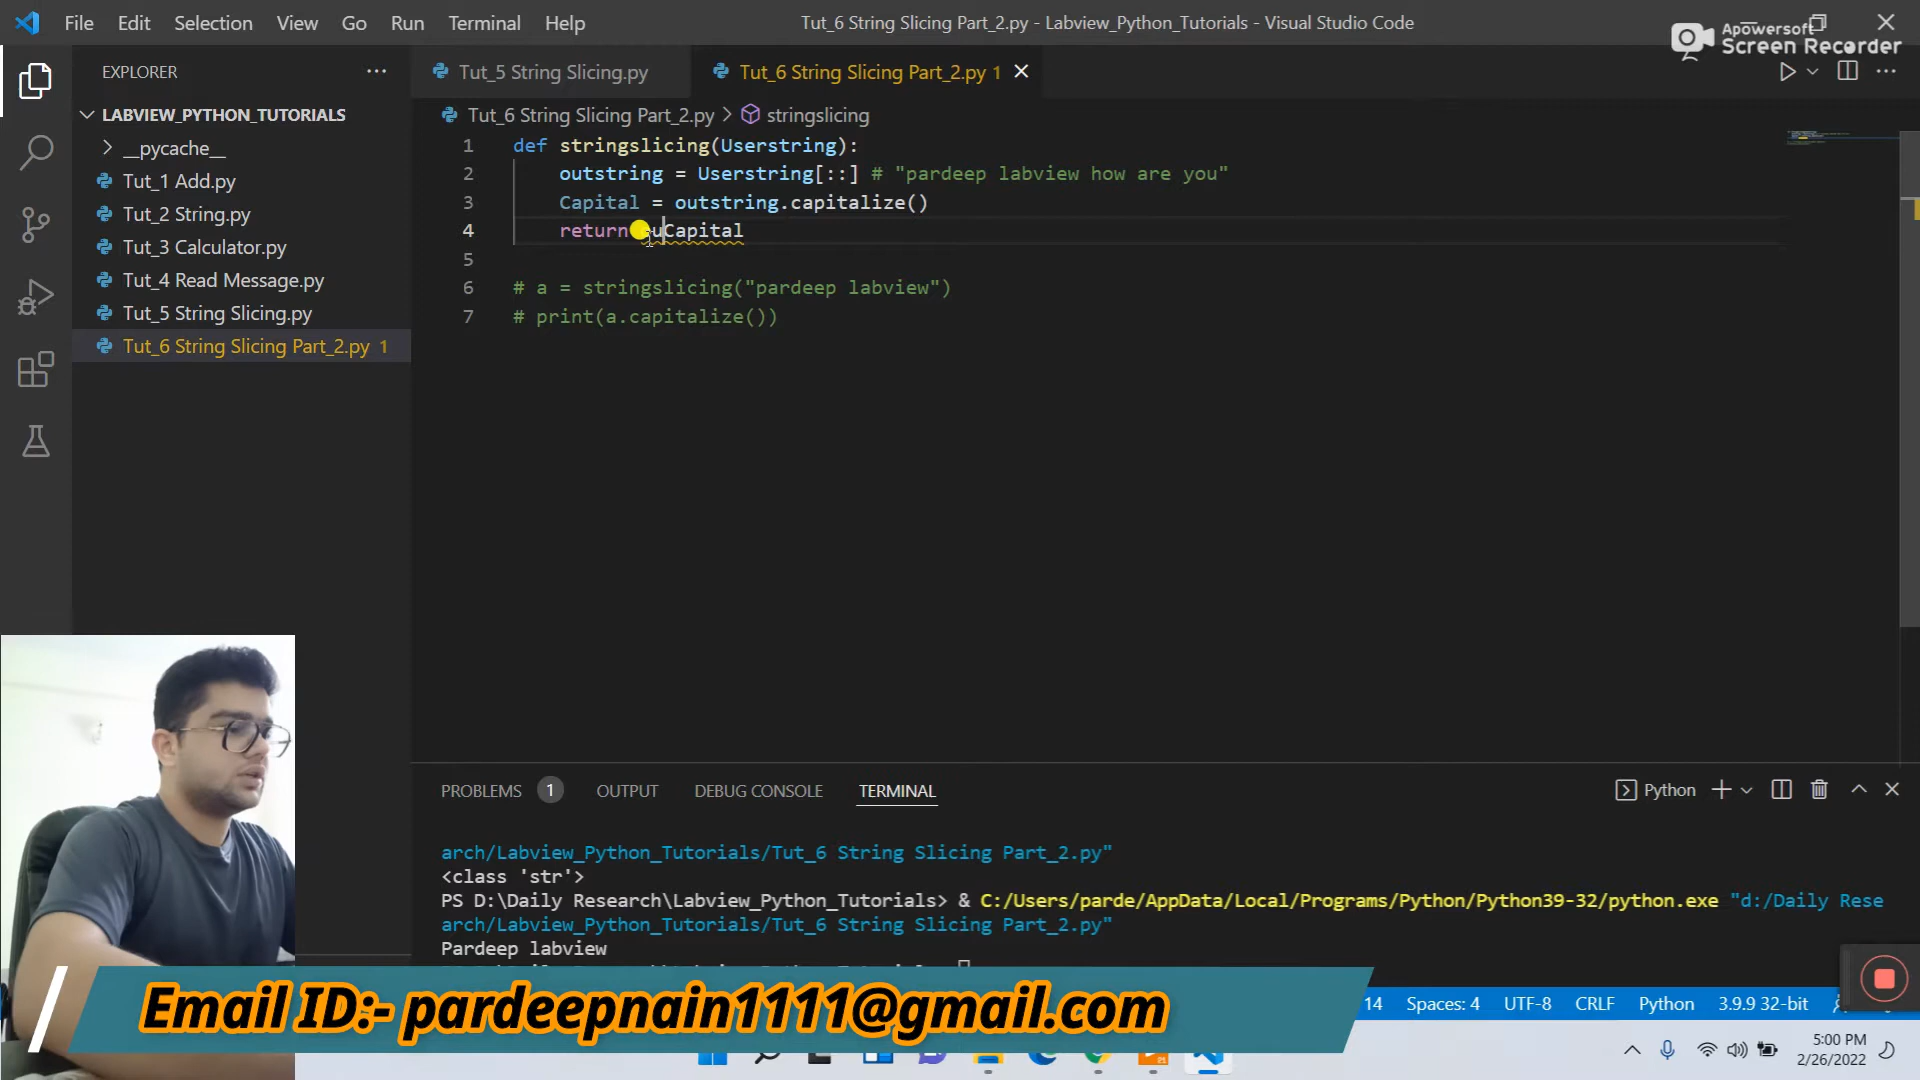 File Edit Selection View Go Run Terminal Help
Tut_6 String Slicing Part_2.py - Labview_Python_Tutorials - Visual Studio Code
Apowersoft
Screen Recorder
EXPLORER
Tut_5 String Slicing.py
Tut_6 String Slicing Part_2.py 1
LABVIEW_PYTHON_TUTORIALS
__pycache__
Tut_1 Add.py
Tut_2 String.py
Tut_3 Calculator.py
Tut_4 Read Message.py
Tut_5 String Slicing.py
Tut_6 String Slicing Part_2.py 1
Tut_6 String Slicing Part_2.py > stringslicing
1 def stringslicing(Userstring):
2 outstring = Userstring[::] # "pardeep labview how are you"
3 Capital = outstring.capitalize()
4 return uCapital
5
6 # a = stringslicing("pardeep labview")
7 # print(a.capitalize())
PROBLEMS 1 OUTPUT DEBUG CONSOLE TERMINAL
Python
arch/Labview_Python_Tutorials/Tut_6 String Slicing Part_2.py"
<class 'str'>
PS D:\Daily Research\Labview_Python_Tutorials> & C:/Users/parde/AppData/Local/Programs/Python/Python39-32/python.exe "d:/Daily Rese
arch/Labview_Python_Tutorials/Tut_6 String Slicing Part_2.py"
Pardeep labview
Email ID:- pardeepnain1111@gmail.com
14 Spaces: 4 UTF-8 CRLF Python 3.9.9 32-bit
5:00 PM
2/26/2022